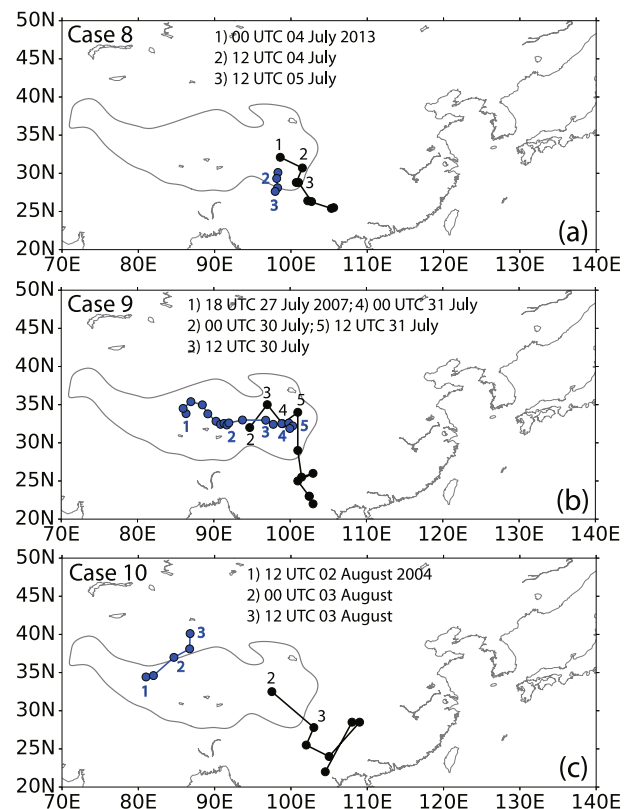 50N
Case 8
1) 00 UTC 04 July 2013
2) 12 UTC 04 July
3) 12 UTC 05 July
45N
40N
35N
1
2
30N
2
3
25N
3
(a)
20N
70E 80E 90E 100E 110E 120E 130E 140E
50N
Case 9
1) 18 UTC 27 July 2007; 4) 00 UTC 31 July
2) 00 UTC 30 July; 5) 12 UTC 31 July
3) 12 UTC 30 July
45N
40N
35N
3
4
5
1
2
3
4
5
2
30N
25N
(b)
20N
70E 80E 90E 100E 110E 120E 130E 140E
50N
Case 10
1) 12 UTC 02 August 2004
2) 00 UTC 03 August
3) 12 UTC 03 August
45N
40N
3
35N
2
1
2
30N
3
25N
(c)
20N
70E 80E 90E 100E 110E 120E 130E 140E